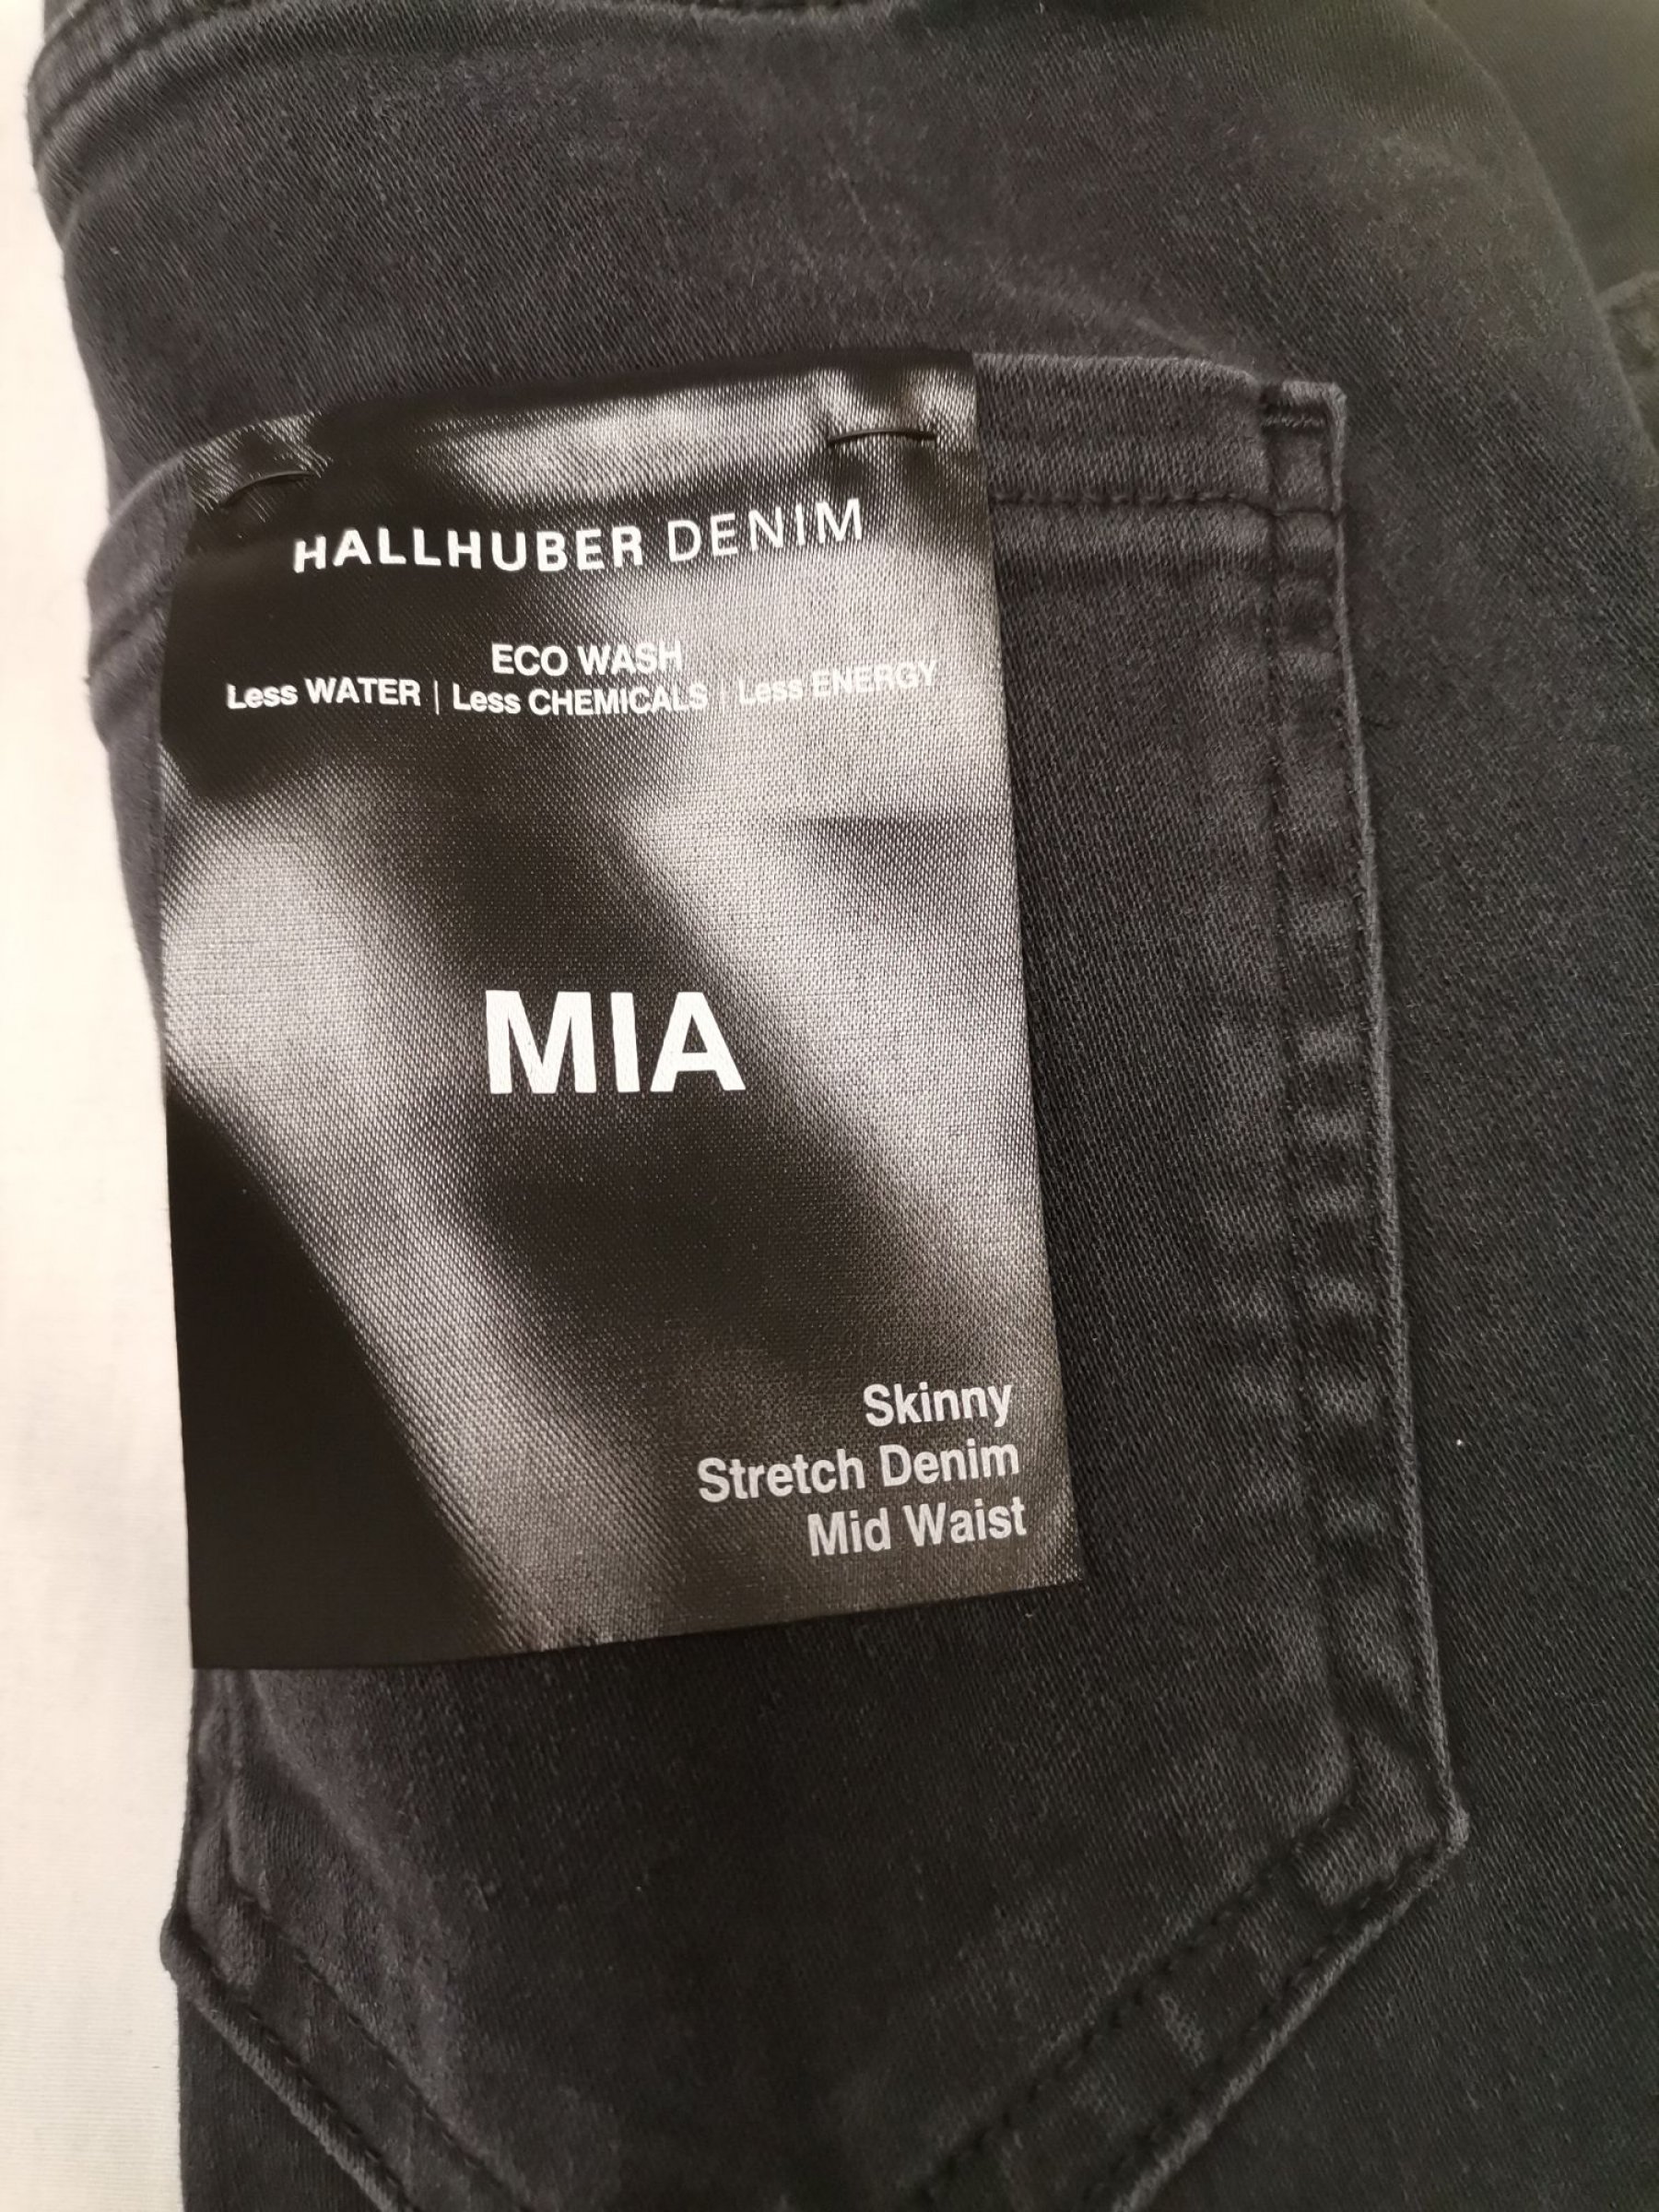 HALLHUBER DENIM
ECO WASH
Less WATER | Less CHEMICALS | Less ENERGY
MIA
Skinny
Stretch Denim
Mid Waist